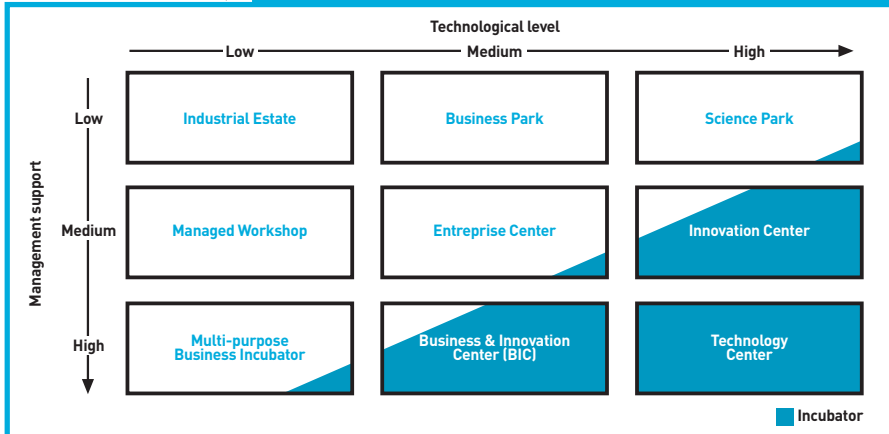 Technological level
Low
Medium
High
Management support
Low
Industrial Estate
Business Park
Science Park
Medium
Managed Workshop
Entreprise Center
Innovation Center
High
Multi-purpose
Business Incubator
Business & Innovation
Center (BIC)
Technology
Center
Incubator